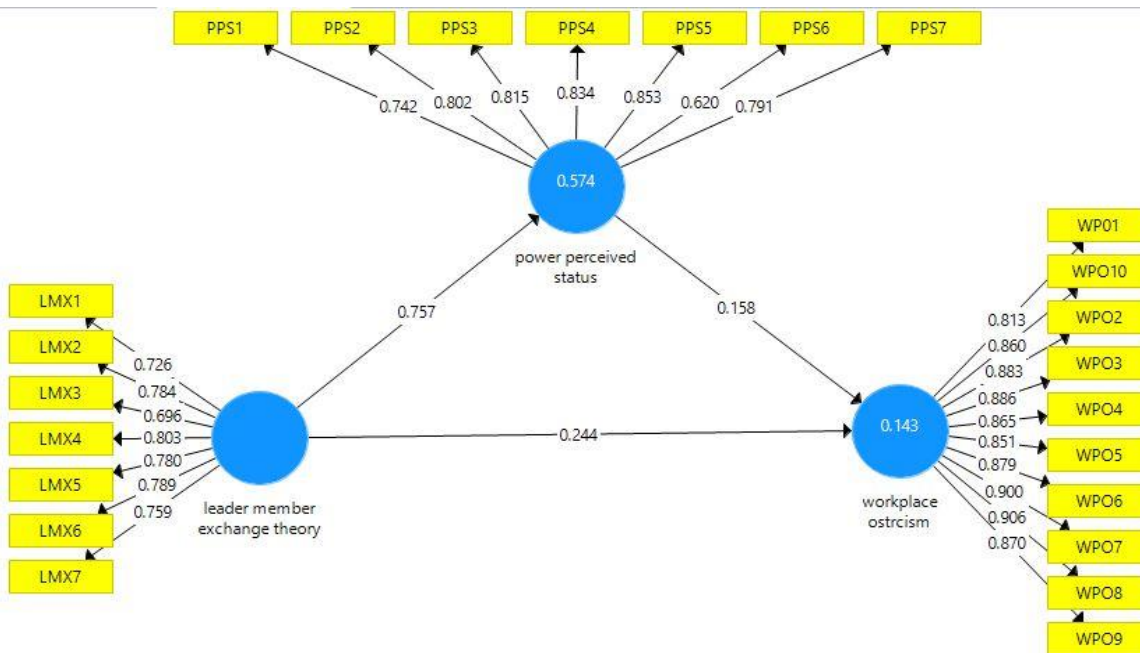 PPS1 PPS2 PPS3 PPS4 PPS5 PPS6 PPS7
0.742 0.802 0.815 0.834 0.853 0.620 0.791
0.574
power perceived
status
LMX1
LMX2
LMX3
LMX4
LMX5
LMX6
LMX7
0.726
0.784
0.696
0.803
0.780
0.789
0.759
leader member
exchange theory
0.757
0.158
0.244
0.143
workplace
ostrcism
0.813
0.860
0.883
0.886
0.865
0.851
0.879
0.900
0.906
0.870
WP01
WPO10
WPO2
WPO3
WPO4
WPO5
WPO6
WPO7
WPO8
WPO9